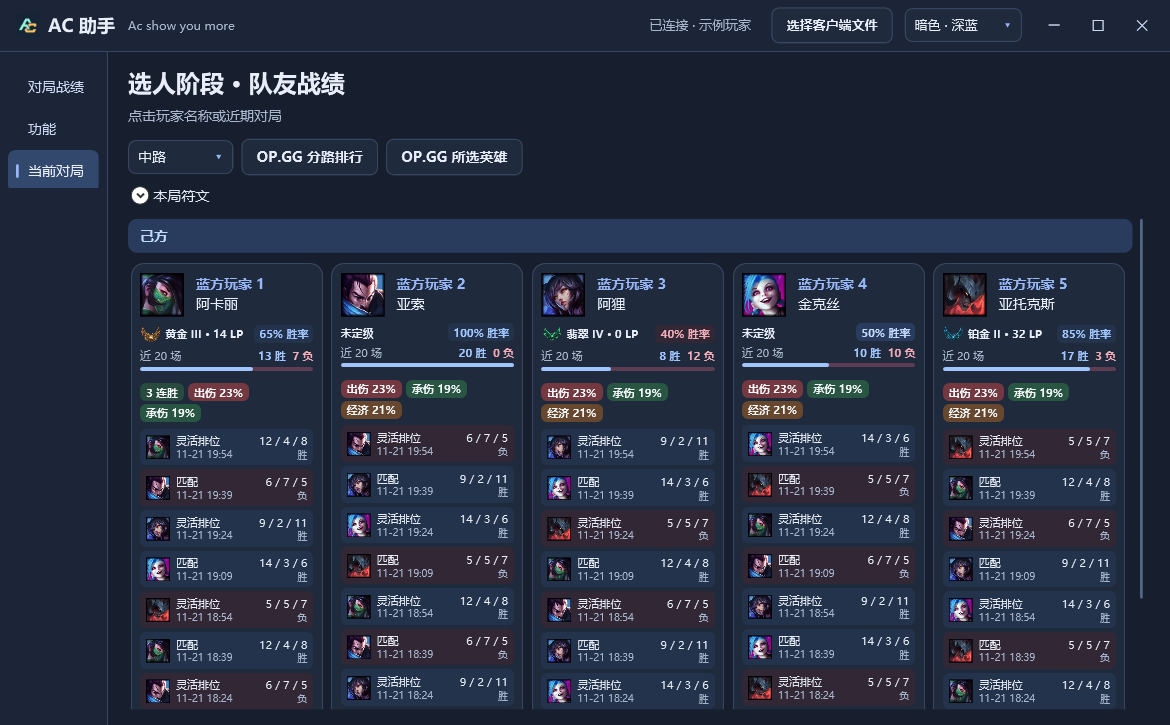 AC 助手 Ac show you more 已连接 · 示例玩家 选择客户端文件 暗色 · 深蓝
对局战绩
功能
当前对局
选人阶段 • 队友战绩
点击玩家名称或近期对局
中路 OP.GG 分路排行 OP.GG 所选英雄
本局符文
己方
蓝方玩家 1
阿卡丽
黄金 III • 14 LP 65% 胜率
近 20 场 13 胜 7 负
3 连胜 出伤 23%
承伤 19%
灵活排位 12 / 4 / 8
11-21 19:54 胜
匹配 6 / 7 / 5
11-21 19:39 负
灵活排位 9 / 2 / 11
11-21 19:24 胜
匹配 14 / 3 / 6
11-21 19:09 胜
灵活排位 5 / 5 / 7
11-21 18:54 负
匹配 12 / 4 / 8
11-21 18:39 胜
灵活排位 6 / 7 / 5
11-21 18:24 负
蓝方玩家 2
亚索
未定级 100% 胜率
近 20 场 20 胜 0 负
出伤 23% 承伤 19%
经济 21%
灵活排位 6 / 7 / 5
11-21 19:54 负
匹配 9 / 2 / 11
11-21 19:39 胜
灵活排位 14 / 3 / 6
11-21 19:24 胜
匹配 5 / 5 / 7
11-21 19:09 负
灵活排位 12 / 4 / 8
11-21 18:54 胜
匹配 6 / 7 / 5
11-21 18:39 负
灵活排位 9 / 2 / 11
11-21 18:24 胜
蓝方玩家 3
阿狸
翡翠 IV • 0 LP 40% 胜率
近 20 场 8 胜 12 负
出伤 23% 承伤 19%
经济 21%
灵活排位 9 / 2 / 11
11-21 19:54 胜
匹配 14 / 3 / 6
11-21 19:39 胜
灵活排位 5 / 5 / 7
11-21 19:24 负
匹配 12 / 4 / 8
11-21 19:09 胜
灵活排位 6 / 7 / 5
11-21 18:54 负
匹配 9 / 2 / 11
11-21 18:39 胜
灵活排位 14 / 3 / 6
11-21 18:24 胜
蓝方玩家 4
金克丝
未定级 50% 胜率
近 20 场 10 胜 10 负
出伤 23% 承伤 19%
经济 21%
灵活排位 14 / 3 / 6
11-21 19:54 胜
匹配 5 / 5 / 7
11-21 19:39 负
灵活排位 12 / 4 / 8
11-21 19:24 胜
匹配 6 / 7 / 5
11-21 19:09 负
灵活排位 9 / 2 / 11
11-21 18:54 胜
匹配 14 / 3 / 6
11-21 18:39 胜
灵活排位 5 / 5 / 7
11-21 18:24 负
蓝方玩家 5
亚托克斯
铂金 II • 32 LP 85% 胜率
近 20 场 17 胜 3 负
出伤 23% 承伤 19%
经济 21%
灵活排位 5 / 5 / 7
11-21 19:54 负
匹配 12 / 4 / 8
11-21 19:39 胜
灵活排位 6 / 7 / 5
11-21 19:24 负
匹配 9 / 2 / 11
11-21 19:09 胜
灵活排位 14 / 3 / 6
11-21 18:54 胜
匹配 5 / 5 / 7
11-21 18:39 负
灵活排位 12 / 4 / 8
11-21 18:24 胜